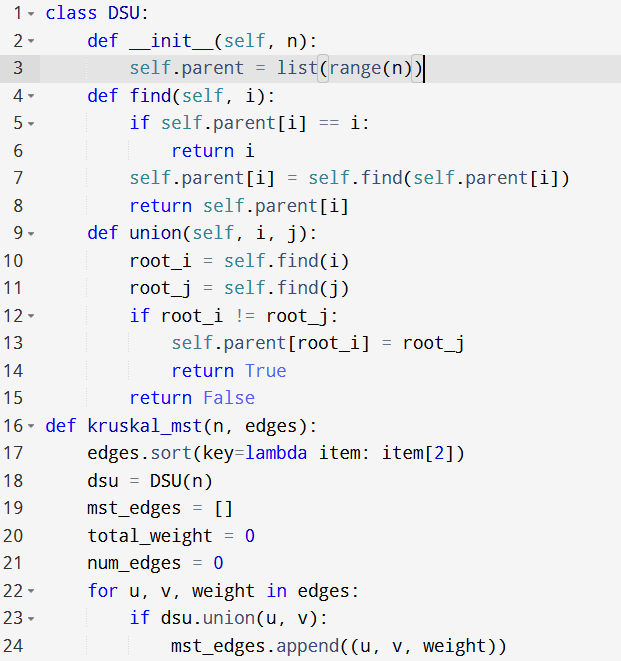 1 class DSU:
2     def __init__(self, n):
3         self.parent = list(range(n))
4     def find(self, i):
5         if self.parent[i] == i:
6             return i
7         self.parent[i] = self.find(self.parent[i])
8         return self.parent[i]
9     def union(self, i, j):
10         root_i = self.find(i)
11         root_j = self.find(j)
12         if root_i != root_j:
13             self.parent[root_i] = root_j
14             return True
15         return False
16 def kruskal_mst(n, edges):
17     edges.sort(key=lambda item: item[2])
18     dsu = DSU(n)
19     mst_edges = []
20     total_weight = 0
21     num_edges = 0
22     for u, v, weight in edges:
23         if dsu.union(u, v):
24             mst_edges.append((u, v, weight))